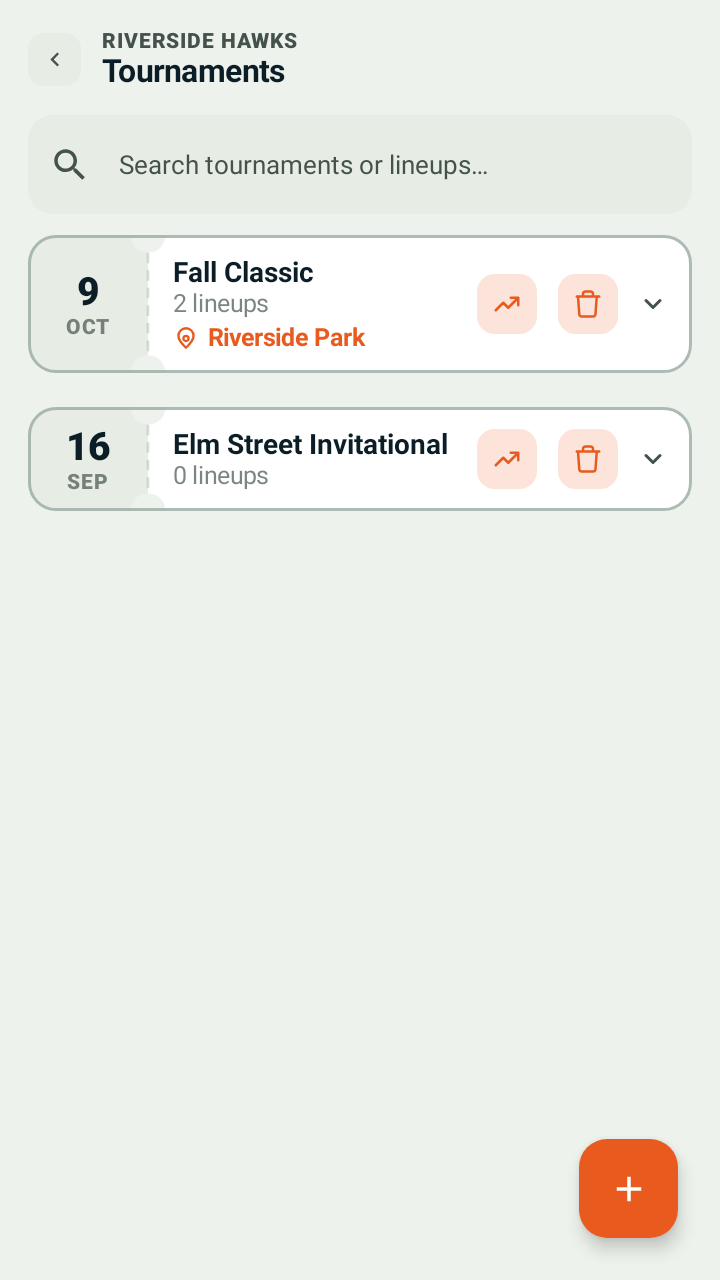 RIVERSIDE HAWKS
Tournaments
Search tournaments or lineups…
9
OCT
Fall Classic
2 lineups
Riverside Park
16
SEP
Elm Street Invitational
0 lineups